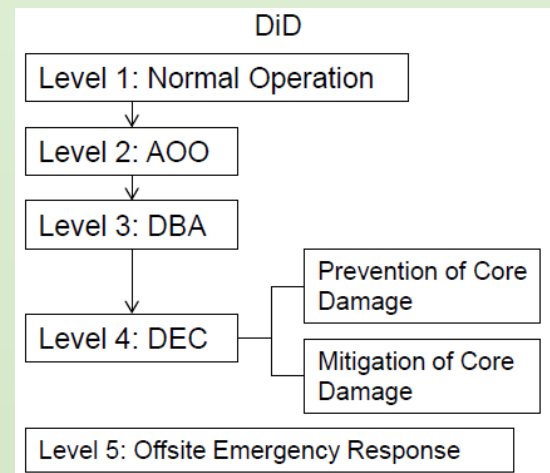 DiD
Level 1: Normal Operation
Level 2: AOO
Level 3: DBA
Level 4: DEC
Prevention of Core
Damage
Mitigation of Core
Damage
Level 5: Offsite Emergency Response